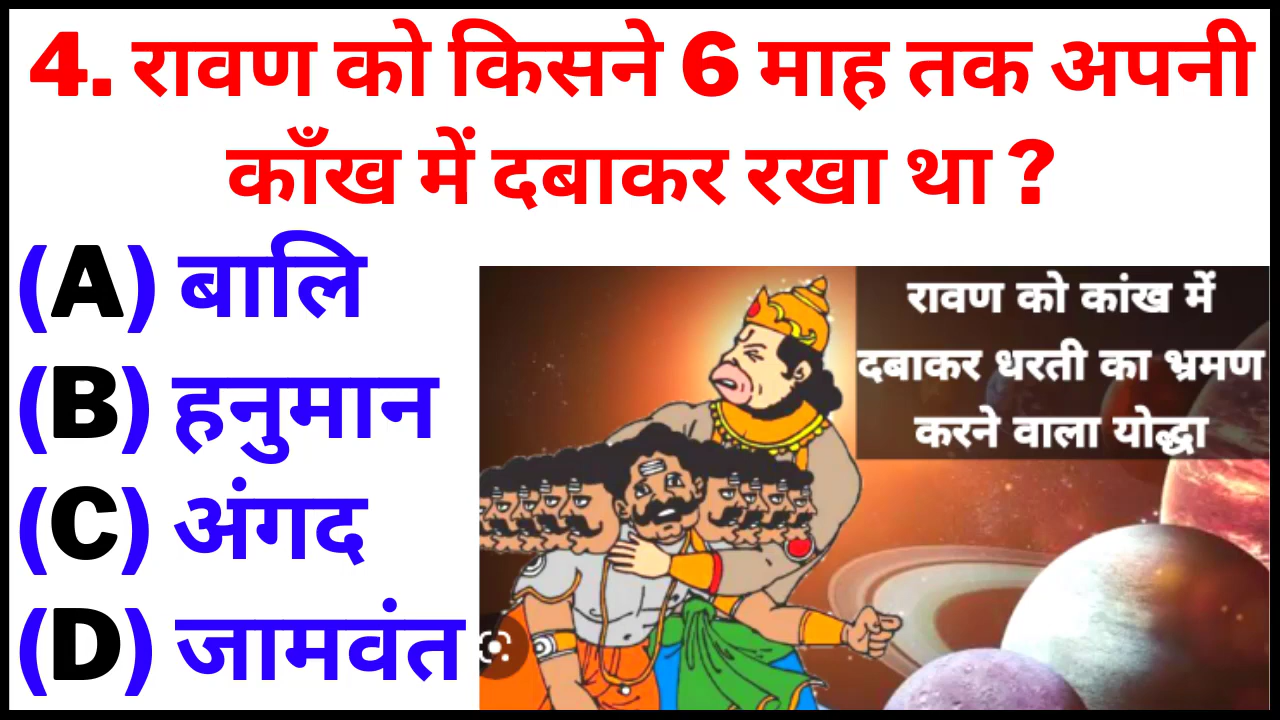 4. रावण को किसने 6 माह तक अपनी
काँख में दबाकर रखा था ?
(A) बालि
(B) हनुमान
(C) अंगद
(D) जामवंत
रावण को कांख में
दबाकर धरती का भ्रमण
करने वाला योद्धा